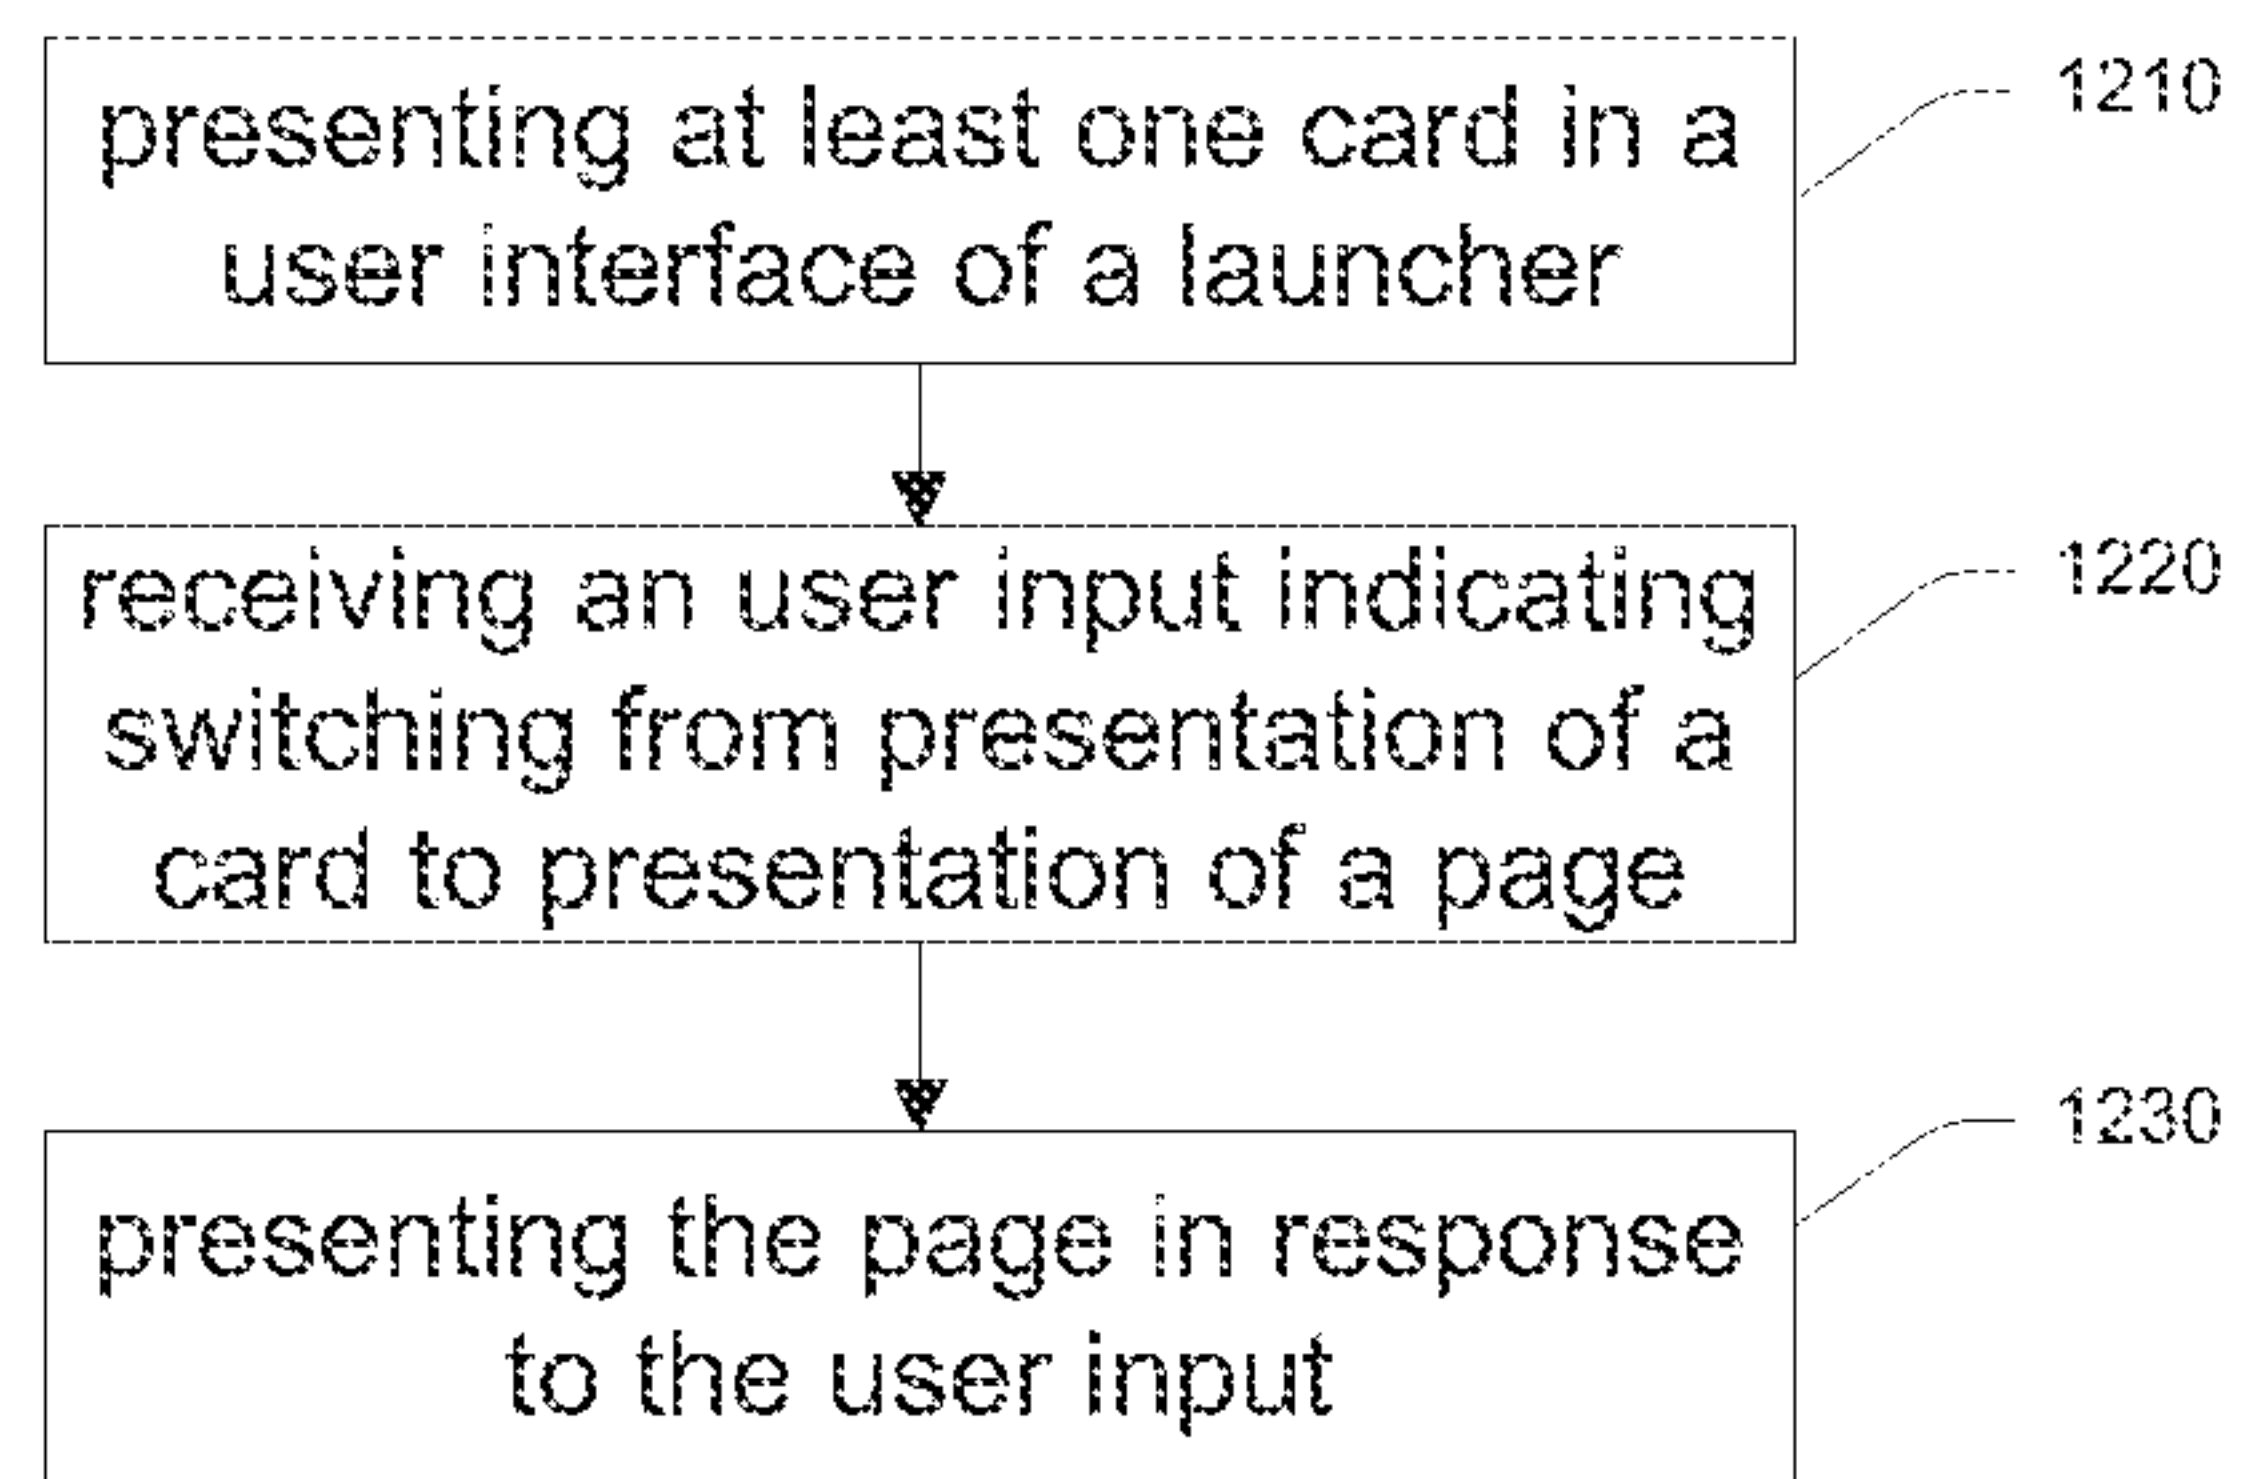 presenting at least one card in a
user interface of a launcher
1210
receiving an user input indicating
switching from presentation of a
card to presentation of a page
1220
presenting the page in response
to the user input
1230